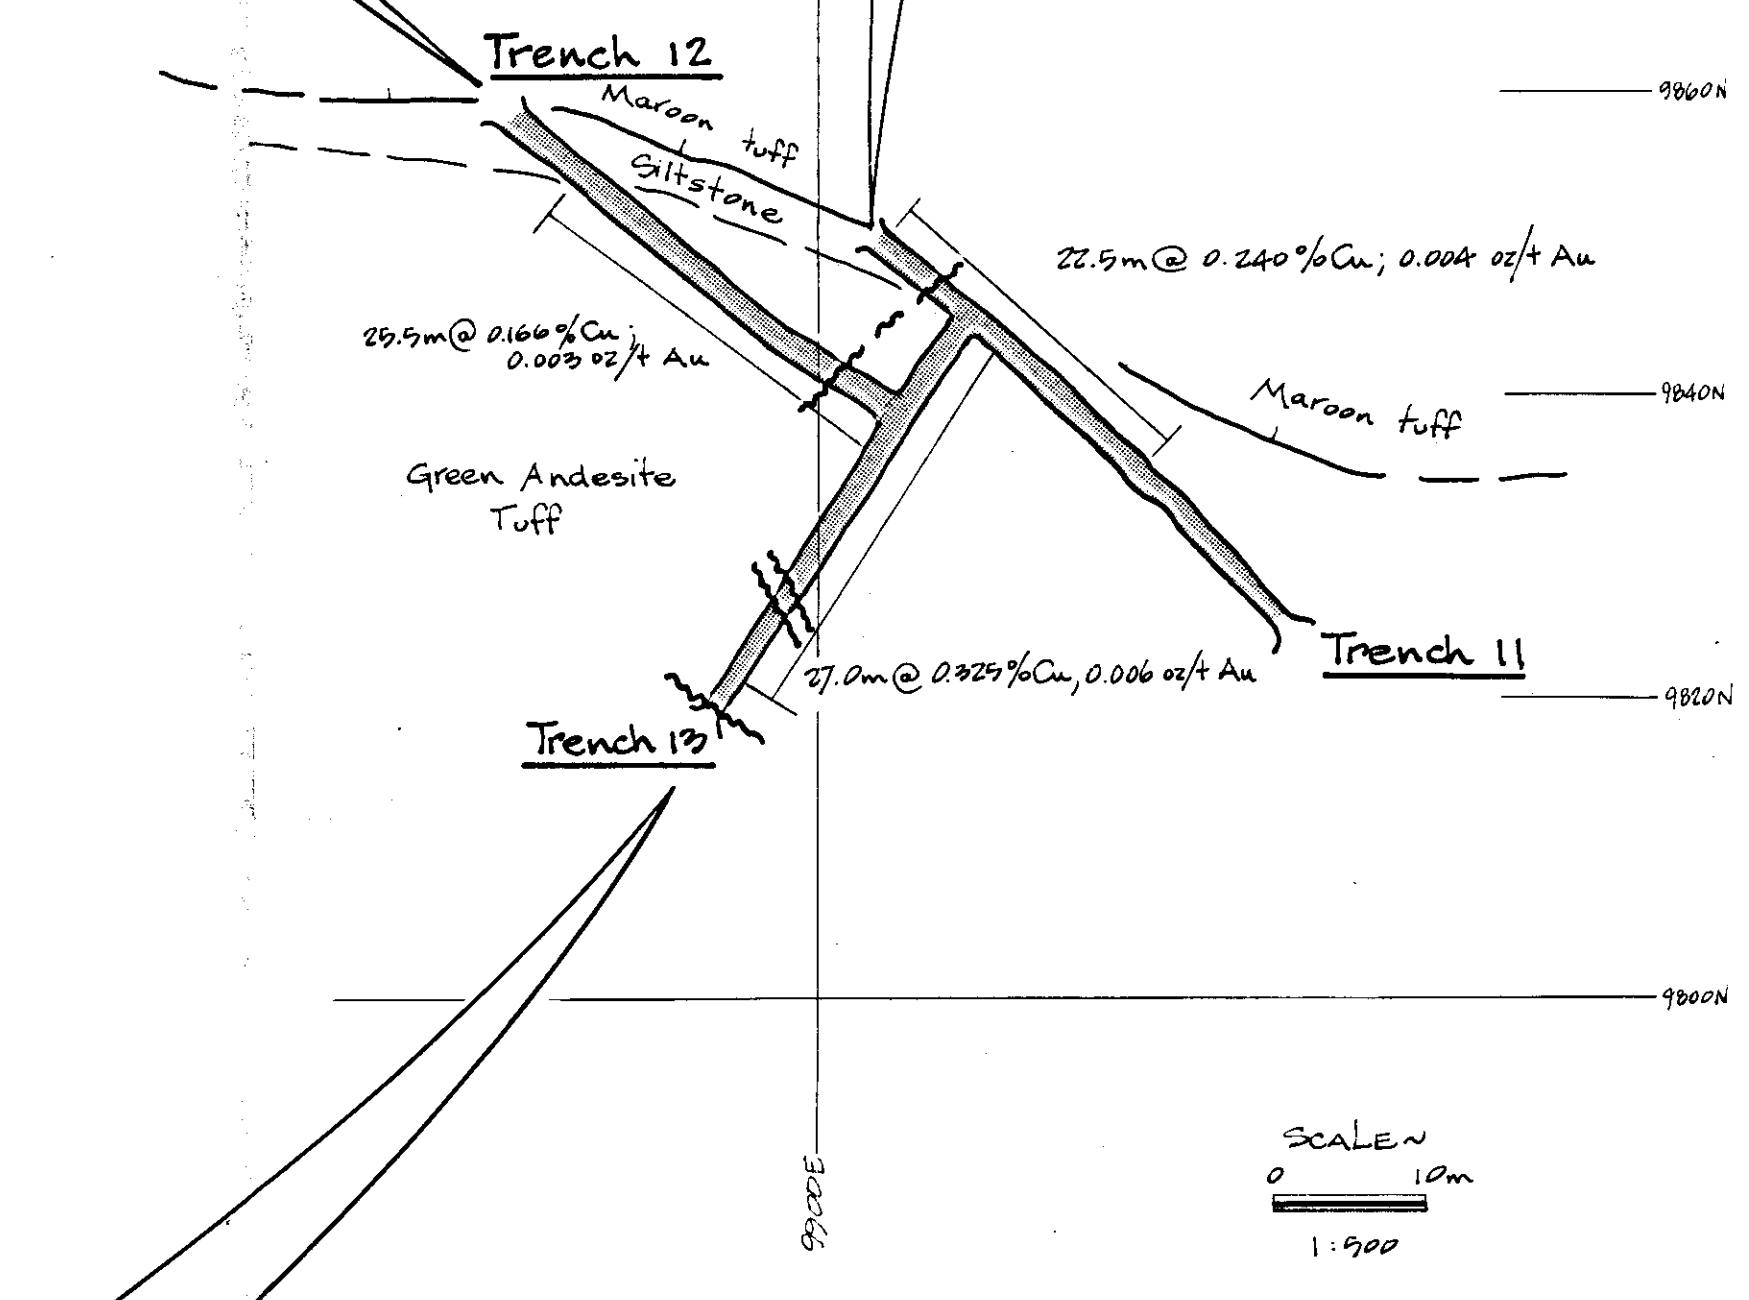 Trench 12
9860N
Maroon tuff
Siltstone
22.5m@ 0.240%Cu; 0.004 oz/t Au
25.5m@ 0.166%Cu;
0.003 oz/t Au
9840N
Maroon tuff
Green Andesite
Tuff
Trench 11
27.0m@ 0.325%Cu, 0.006 oz/t Au
9820N
Trench 13
9800N
9900E
SCALE~
0 10m
1:500